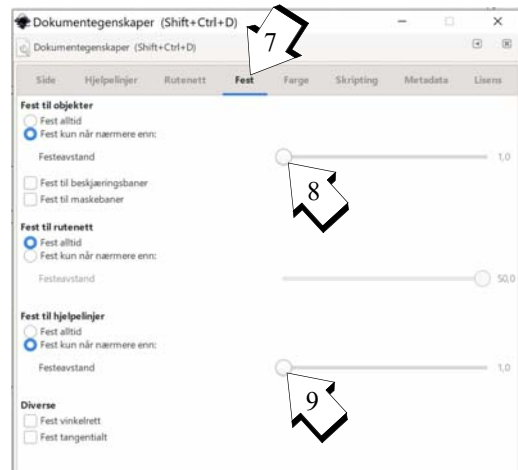 Dokumentegenskaper (Shift+Ctrl+D)
Dokumentegenskaper (Shift+Ctrl+D)
7
Side Hjelpelinjer Rutenett Fest Farge Skripting Metadata Lisens
Fest til objekter
Fest alltid
Fest kun når nærmere enn:
Festeavstand 1,0
8
Fest til beskjæringsbaner
Fest til maskebaner
Fest til rutenett
Fest alltid
Fest kun når nærmere enn:
Festeavstand 50,0
Fest til hjelpelinjer
Fest alltid
Fest kun når nærmere enn:
Festeavstand 1,0
9
Diverse
Fest vinkelrett
Fest tangentialt